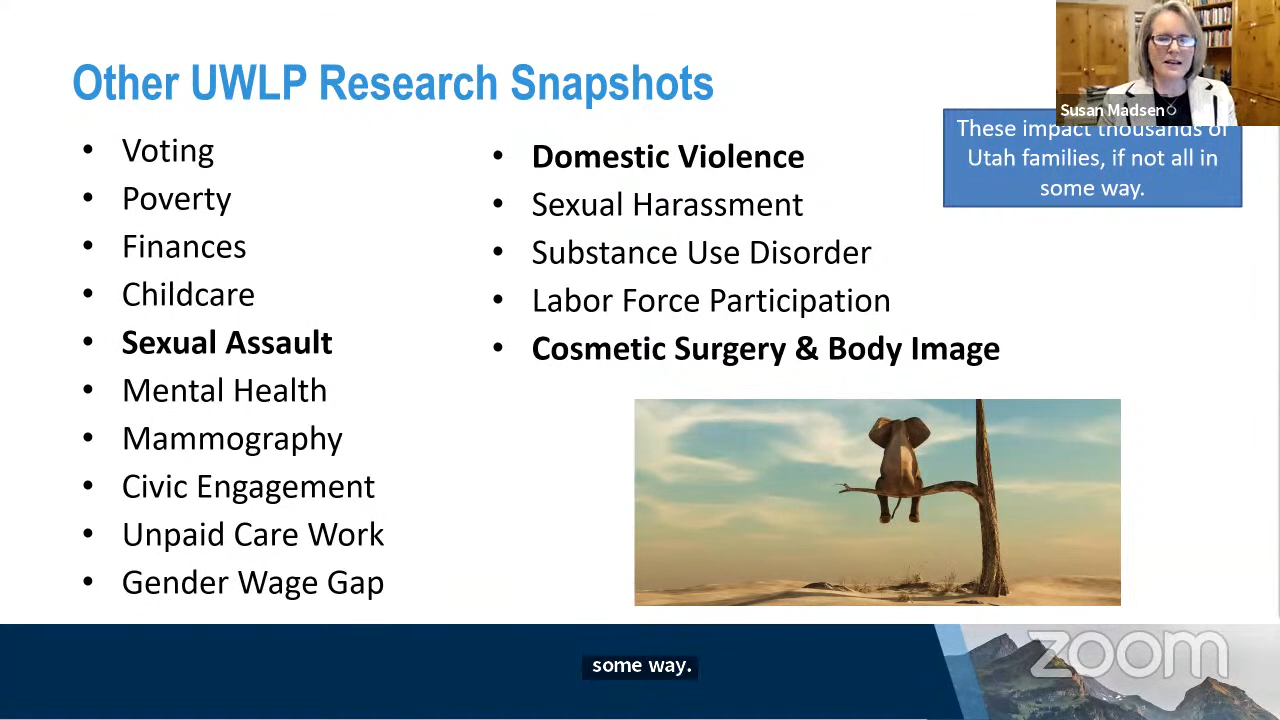 Other UWLP Research Snapshots
Susan Madsen
These impact thousands of
Utah families, if not all in
some way.
• Voting
• Poverty
• Finances
• Childcare
• Sexual Assault
• Mental Health
• Mammography
• Civic Engagement
• Unpaid Care Work
• Gender Wage Gap
• Domestic Violence
• Sexual Harassment
• Substance Use Disorder
• Labor Force Participation
• Cosmetic Surgery & Body Image
some way.
zoom